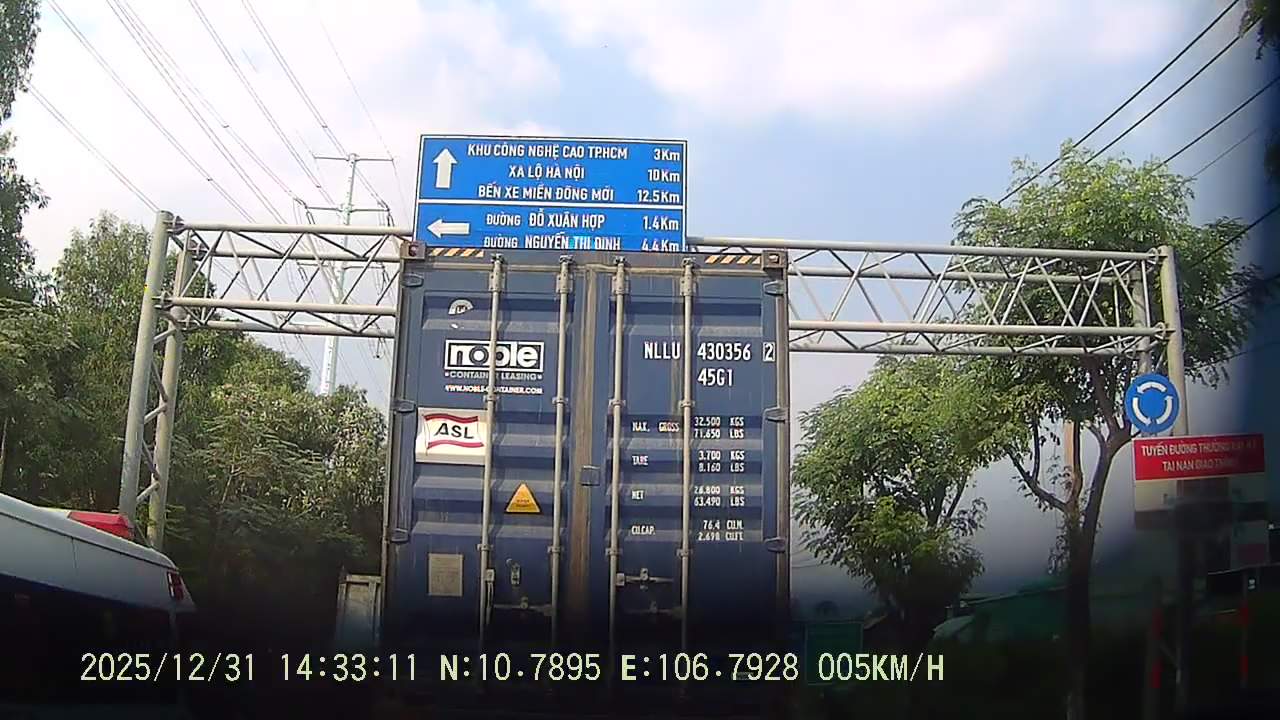 KHU CÔNG NGHỆ CAO TP.HCM 3Km
XA LỘ HÀ NỘI 10Km
BẾN XE MIỀN ĐÔNG MỚI 12.5Km
ĐƯỜNG ĐỖ XUÂN HỢP 1.4Km
ĐƯỜNG NGUYỄN THỊ ĐỊNH 4.4Km
noble
CONTAINER LEASING
WWW.NOBLE-CONTAINER.COM
ASL
NLLU 430356 2
45G1
MAX. GROSS 32.500 KGS
71.650 LBS
TARE 3.700 KGS
8.160 LBS
NET 28.800 KGS
63.490 LBS
CU.CAP. 76.4 CU.M.
2.698 CU.FT.
TUYẾN ĐƯỜNG THƯỜNG
TAI NẠN GIAO THÔNG
2025/12/31 14:33:11 N:10.7895 E:106.7928 005KM/H